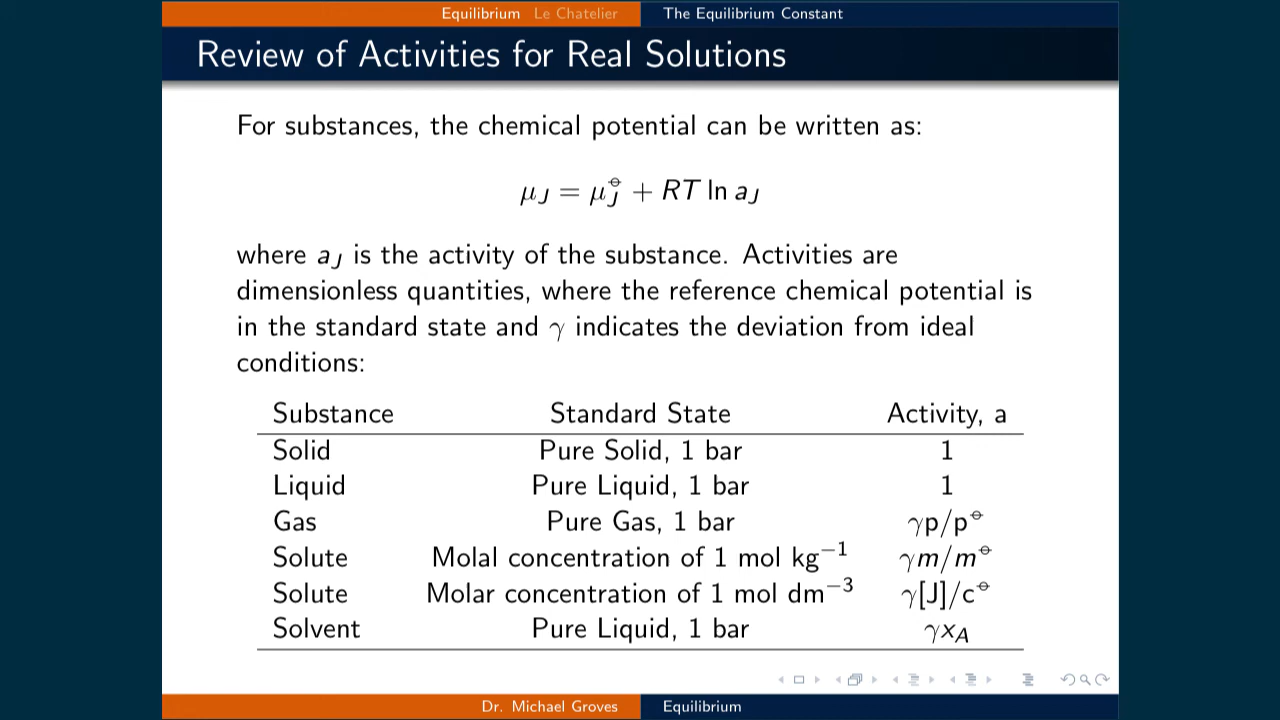 Equilibrium Le Chatelier The Equilibrium Constant
Review of Activities for Real Solutions
For substances, the chemical potential can be written as:
μ_J = μ_J^⦵ + RT ln a_J
where a_J is the activity of the substance. Activities are
dimensionless quantities, where the reference chemical potential is
in the standard state and γ indicates the deviation from ideal
conditions:
Substance Standard State Activity, a
Solid Pure Solid, 1 bar 1
Liquid Pure Liquid, 1 bar 1
Gas Pure Gas, 1 bar γp/p^⦵
Solute Molal concentration of 1 mol kg⁻¹ γm/m^⦵
Solute Molar concentration of 1 mol dm⁻³ γ[J]/c^⦵
Solvent Pure Liquid, 1 bar γx_A
Dr. Michael Groves Equilibrium